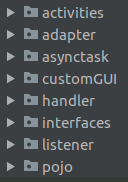 activities
adapter
asynctask
customGUI
handler
interfaces
listener
pojo